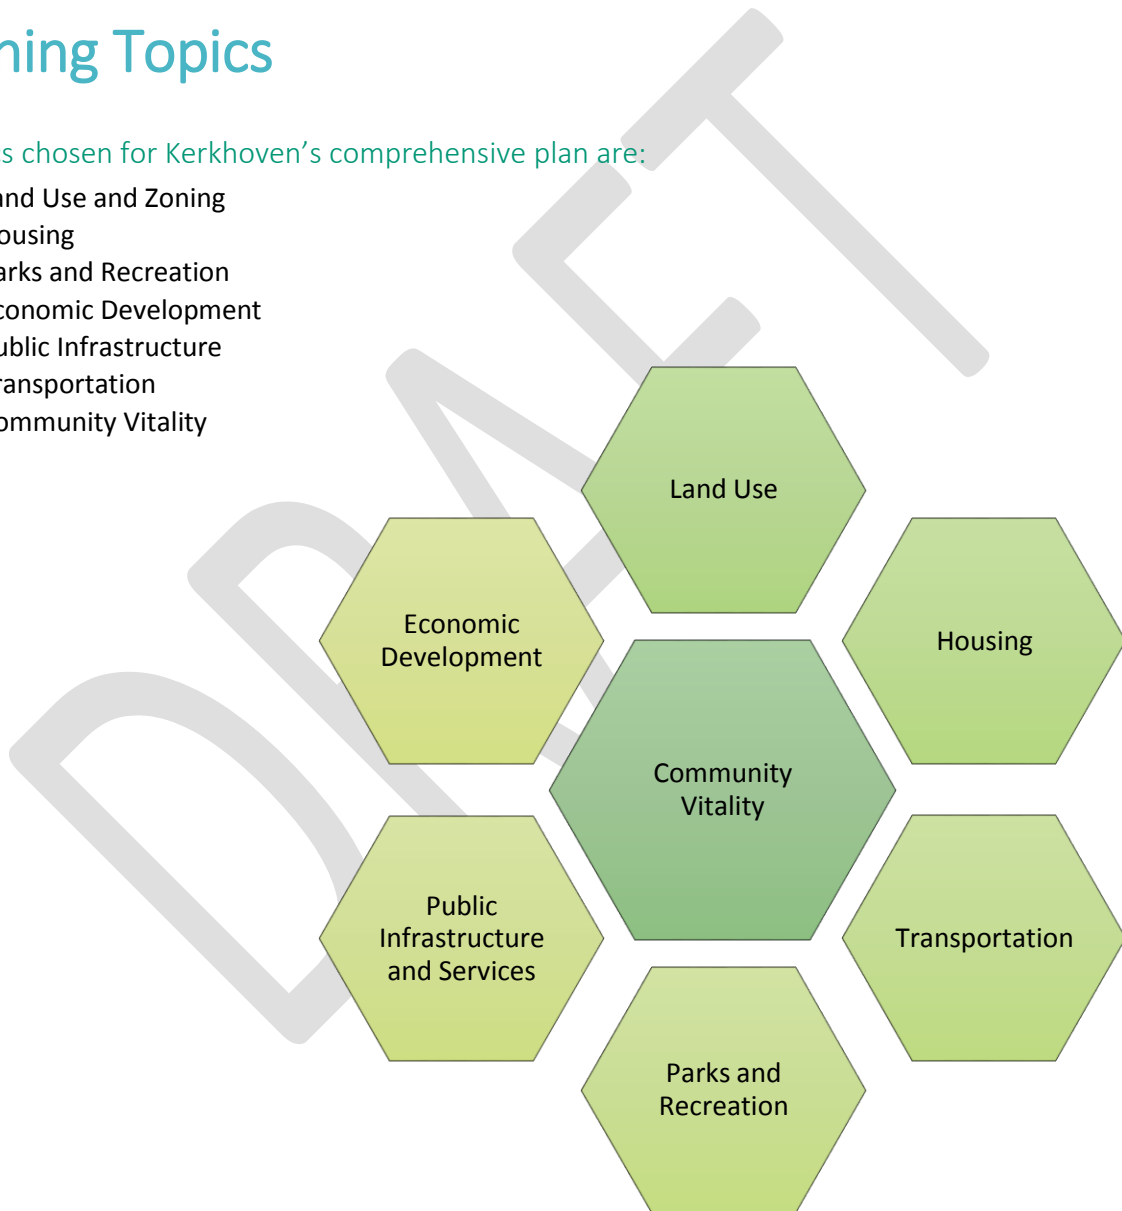 ning Topics
s chosen for Kerkhoven's comprehensive plan are:
and Use and Zoning
ousing
arks and Recreation
conomic Development
ublic Infrastructure
ransportation
ommunity Vitality
DRAFT
Land Use
Economic
Development
Housing
Community
Vitality
Public
Infrastructure
and Services
Transportation
Parks and
Recreation